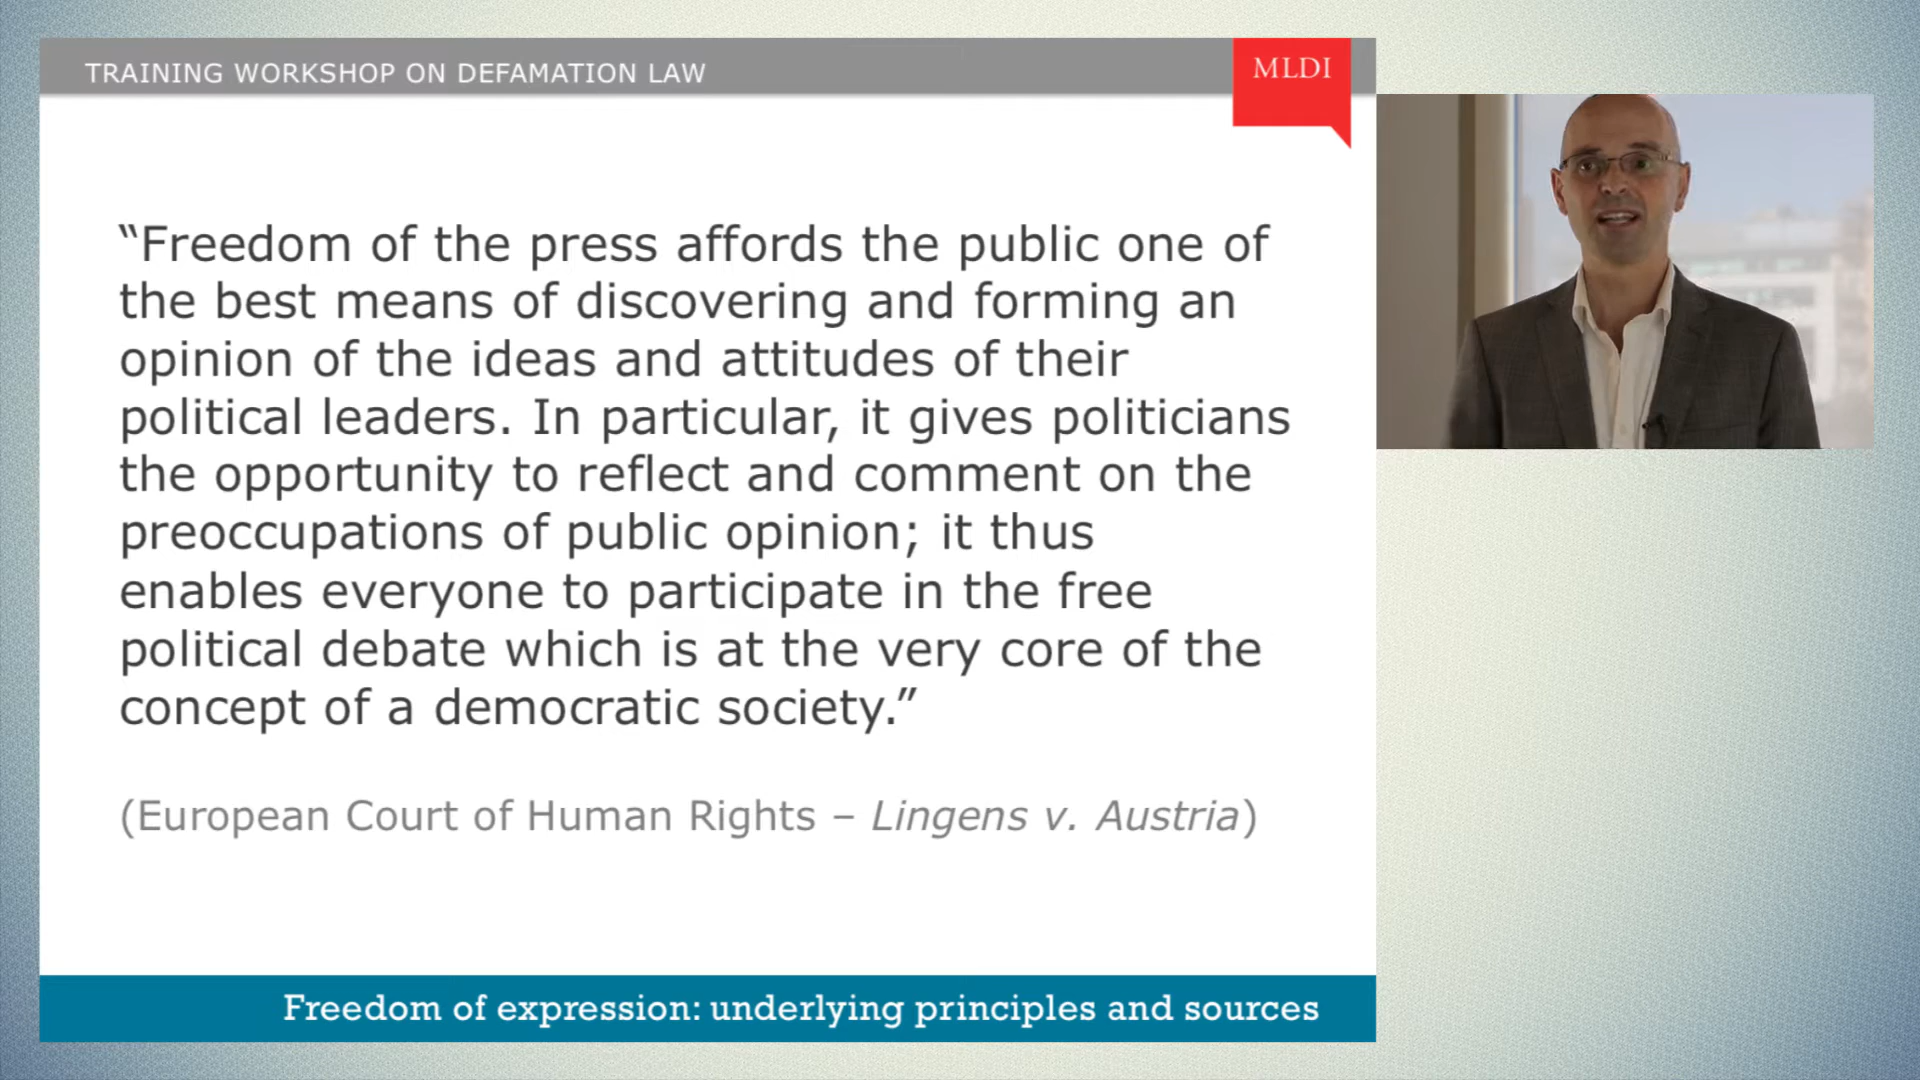 TRAINING WORKSHOP ON DEFAMATION LAW
MLDI
“Freedom of the press affords the public one of
the best means of discovering and forming an
opinion of the ideas and attitudes of their
political leaders. In particular, it gives politicians
the opportunity to reflect and comment on the
preoccupations of public opinion; it thus
enables everyone to participate in the free
political debate which is at the very core of the
concept of a democratic society.”
(European Court of Human Rights – Lingens v. Austria)
Freedom of expression: underlying principles and sources